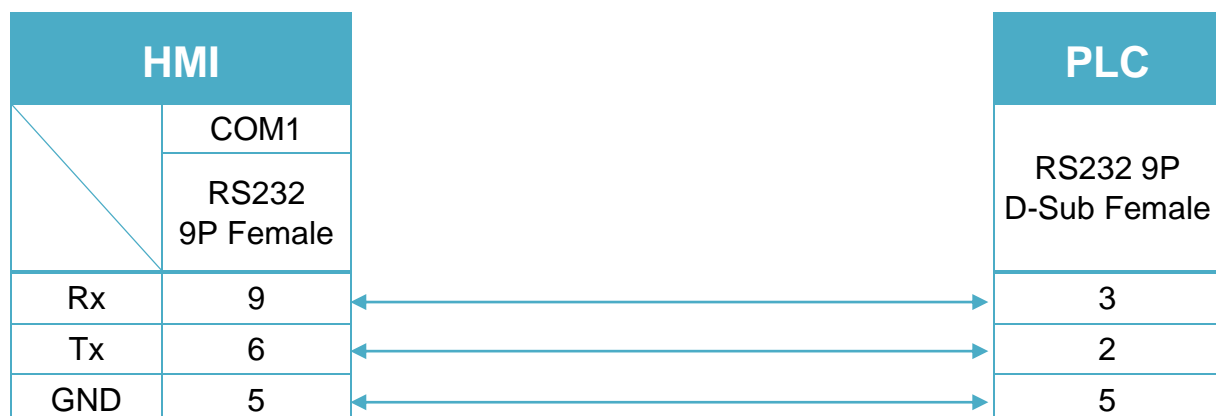 HMI
PLC
COM1
RS232
9P Female
RS232 9P
D-Sub Female
Rx 9 3
Tx 6 2
GND 5 5